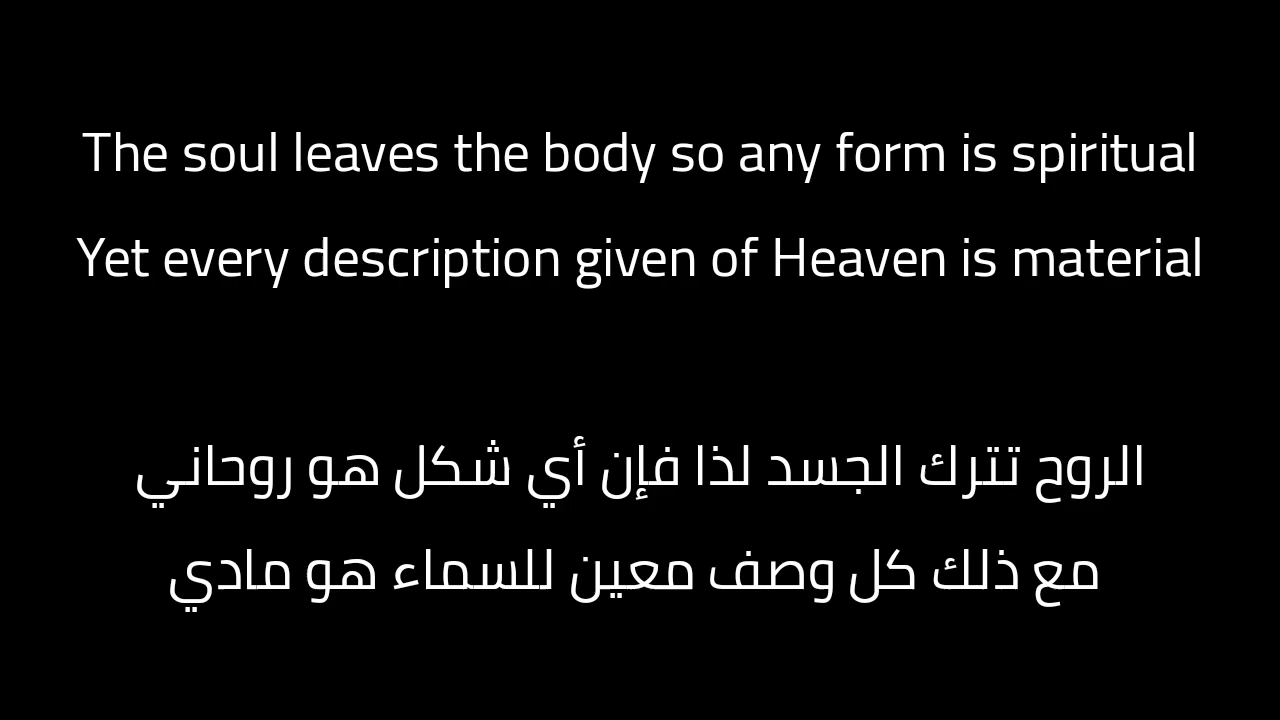 The soul leaves the body so any form is spiritual
Yet every description given of Heaven is material
الروح تترك الجسد لذا فإن أي شكل هو روحاني
مع ذلك كل وصف معين للسماء هو مادي